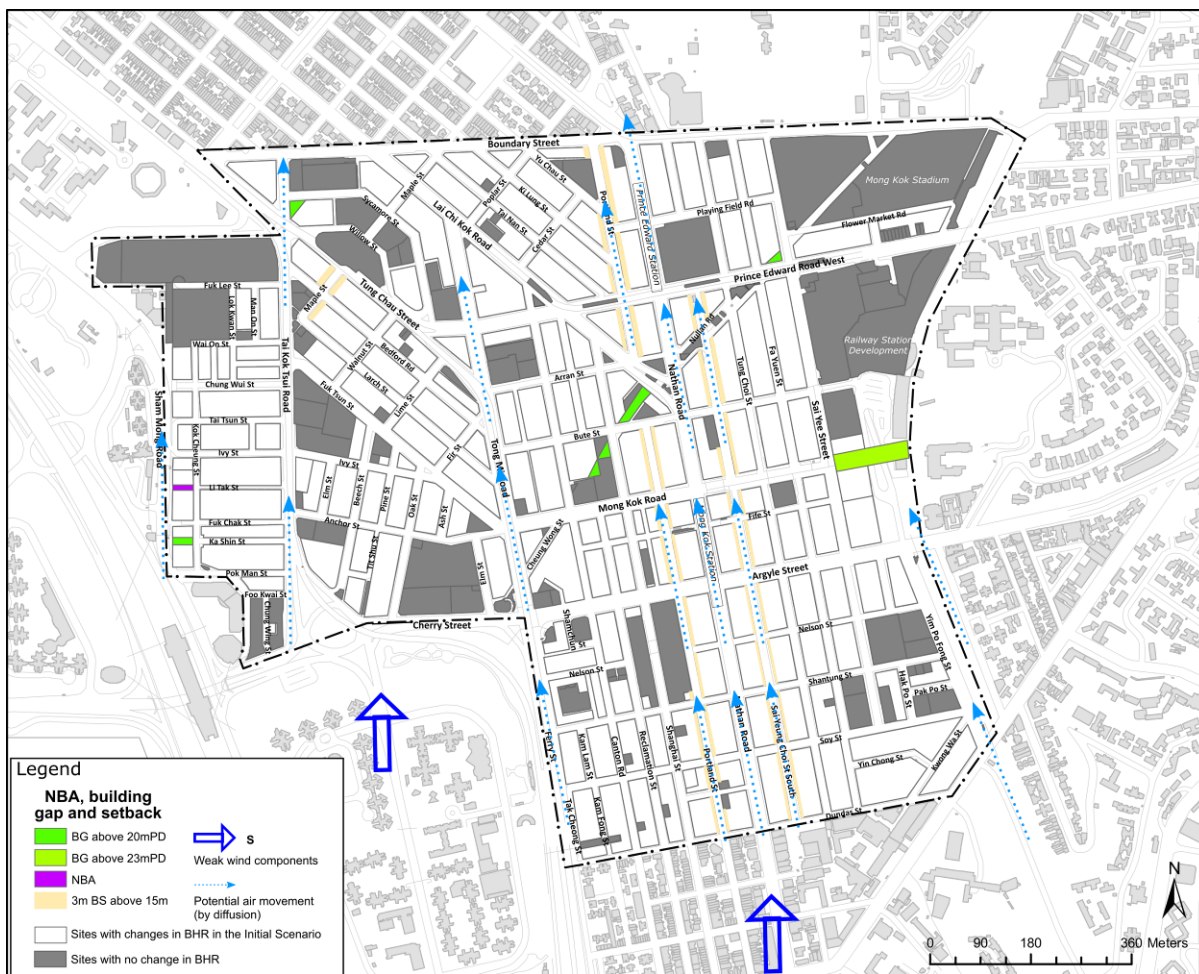 Boundary Street
Mong Kok Stadium
Yu Chau St
Maple St
Poplar St
Ki Lung St
Tai Nan St
Cedar St
Sycamore St
Willow St
Lai Chi Kok Road
Portland St
Prince Edward Station
Playing Field Rd
Flower Market Rd
Prince Edward Road West
Fuk Lee St
Lok Kwan St
Man On St
Wai On St
Maple St
Tung Chau Street
Tai Kok Tsui Road
Walnut St
Bedford Rd
Larch St
Lime St
Fuk Tsun St
Fir St
Arran St
Nullah Rd
Nathan Road
Tung Choi St
Fa Yuen St
Railway Station
Development
Sai Yee Street
Chung Wui St
Sham Mong Road
Tai Tsun St
Kok Cheung St
Ivy St
Li Tak St
Fuk Chak St
Ka Shin St
Pok Man St
Foo Kwai St
Chung Wing St
Ivy St
Elm St
Beech St
Pine St
Oak St
Ash St
Anchor St
Tit Shu St
Elm St
Cherry Street
Tong Mi Road
Bute St
Mong Kok Road
Cheung Wong St
Mong Kok Station
Fife St
Argyle Street
Shamchun St
Nelson St
Nelson St
Shantung St
Yim Po Fong St
Hak Po St
Pak Po St
Soy St
Yin Chong St
Kwong Wa St
Dundas St
Ferry St
Tak Cheong St
Kam Lam St
Kam Fong St
Canton Rd
Reclamation St
Shanghai St
Portland St
Nathan Road
Sai Yeung Choi St South
Legend
NBA, building
gap and setback
BG above 20mPD
BG above 23mPD
NBA
3m BS above 15m
S
Weak wind components
Potential air movement
(by diffusion)
Sites with changes in BHR in the Initial Scenario
Sites with no change in BHR
N
0 90 180 360 Meters